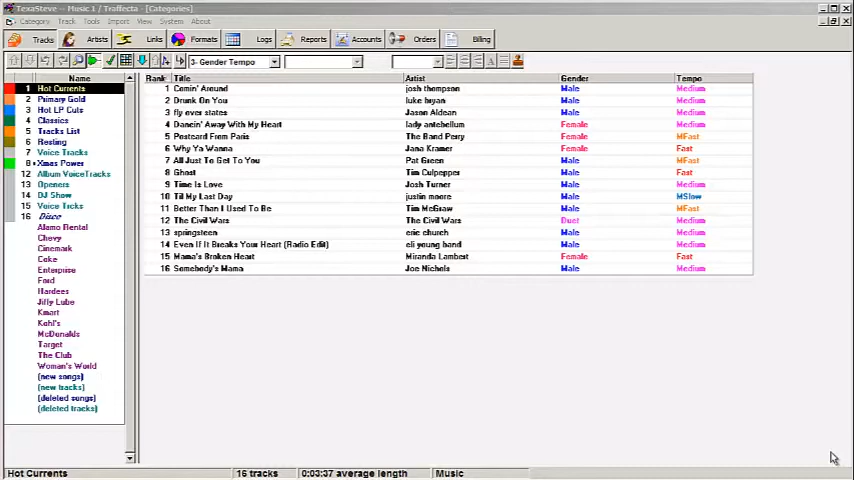 TexaSteve -- Music 1 / Traffecta - [Categories]
Category Track Tools Import View System About
Tracks Artists Links Formats Logs Reports Accounts Orders Billing
3- Gender Tempo
Name
1 Hot Currents
2 Primary Gold
3 Hot LP Cuts
4 Classics
5 Tracks List
6 Resting
7 Voice Tracks
8 Xmas Power
12 Album VoiceTracks
13 Openers
14 DJ Show
15 Voice Trcks
16 Disco
Alamo Rental
Chevy
Cinemark
Coke
Enterprise
Ford
Hardees
Jiffy Lube
Kmart
Kohl's
McDonalds
Target
The Club
Woman's World
(new songs)
(new tracks)
(deleted songs)
(deleted tracks)
Rank Title Artist Gender Tempo
1 Comin' Around josh thompson Male Medium
2 Drunk On You luke bryan Male Medium
3 fly over states Jason Aldean Male Medium
4 Dancin' Away With My Heart lady antebellum Female Medium
5 Postcard From Paris The Band Perry Female MFast
6 Why Ya Wanna Jana Kramer Female Fast
7 All Just To Get To You Pat Green Male MFast
8 Ghost Tim Culpepper Male Fast
9 Time Is Love Josh Turner Male Medium
10 Til My Last Day justin moore Male MSlow
11 Better Than I Used To Be Tim McGraw Male MFast
12 The Civil Wars The Civil Wars Duet Medium
13 springsteen eric church Male Medium
14 Even If It Breaks Your Heart (Radio Edit) eli young band Male Medium
15 Mama's Broken Heart Miranda Lambert Female Fast
16 Somebody's Mama Joe Nichols Male Medium
Hot Currents 16 tracks 0:03:37 average length Music